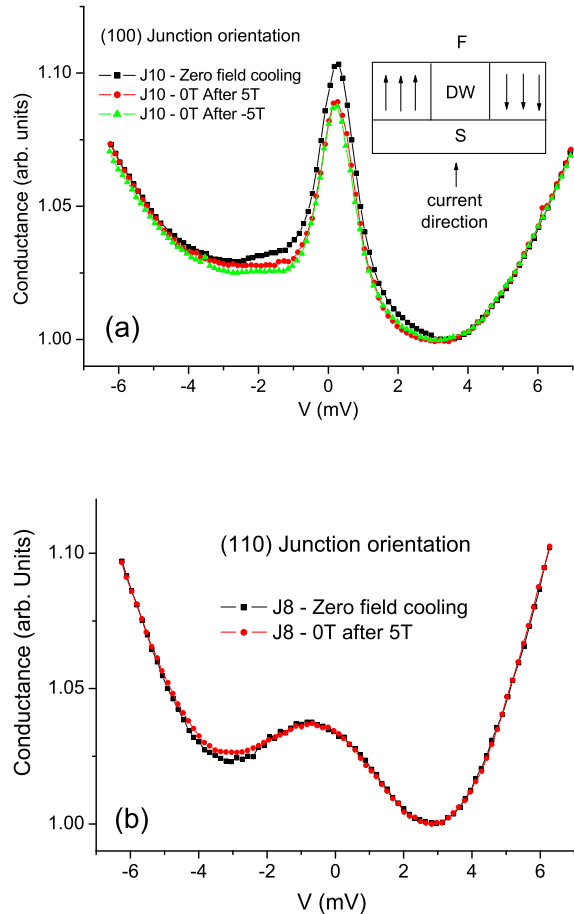 (100) Junction orientation
J10 - Zero field cooling
J10 - 0T After 5T
J10 - 0T After -5T
F
DW
S
current
direction
Conductance (arb. units)
1.10
1.05
1.00
(a)
-6 -4 -2 0 2 4 6
V (mV)
(110) Junction orientation
J8 - Zero field cooling
J8 - 0T after 5T
Conductance (arb. Units)
1.10
1.05
1.00
(b)
-6 -4 -2 0 2 4 6
V (mV)